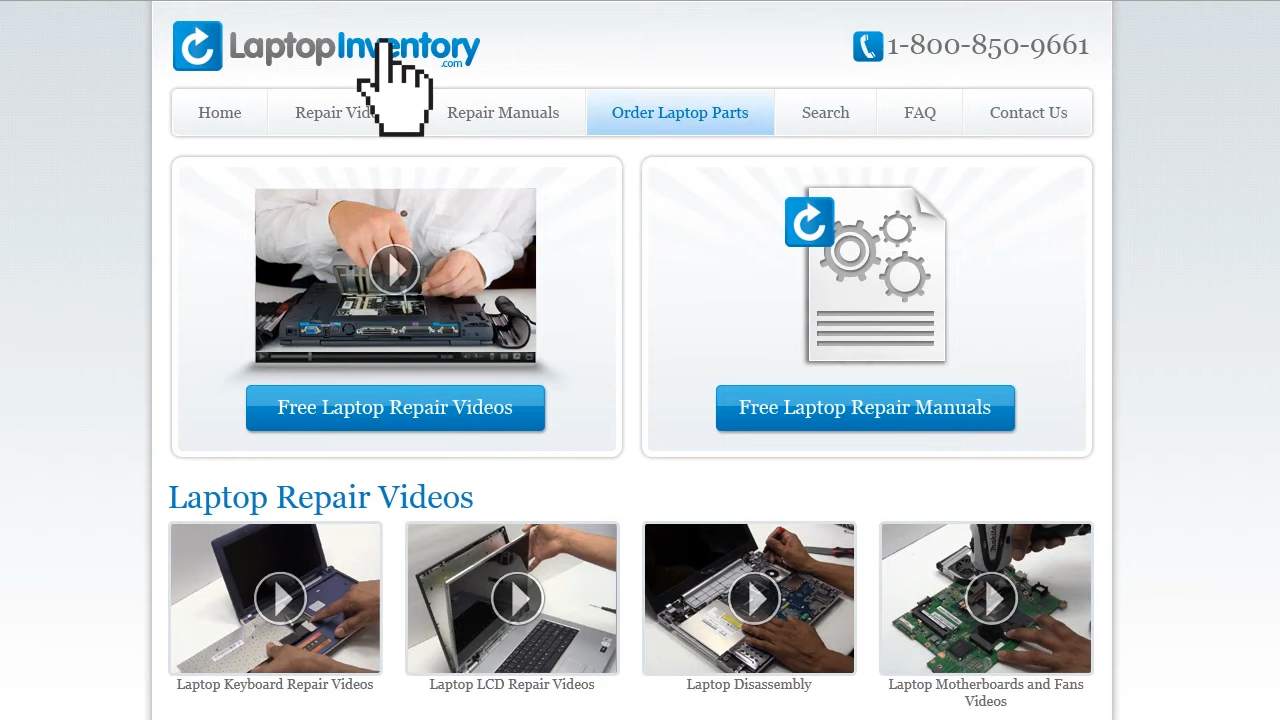 LaptopInventory
.com
1-800-850-9661
Home
Repair Vid
Repair Manuals
Order Laptop Parts
Search
FAQ
Contact Us
Free Laptop Repair Videos
Free Laptop Repair Manuals
Laptop Repair Videos
Laptop Keyboard Repair Videos
Laptop LCD Repair Videos
Laptop Disassembly
Laptop Motherboards and Fans
Videos